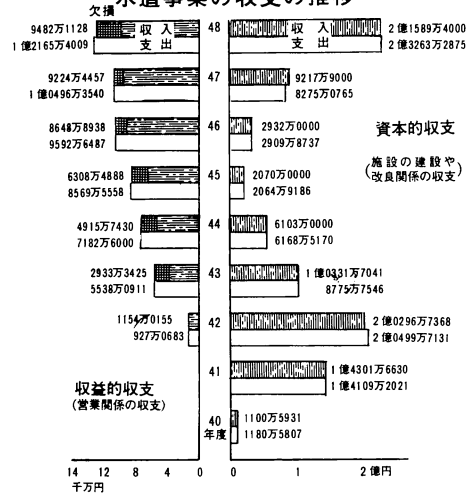 水道事業の収支の推移
欠損
9482万1128 収入 48 収入 2億1589万4000
1億2165万4009 支出 支出 2億3263万2875
9224万4457 47 9217万9000
1億0496万3540 8275万0765
8648万8938 46 2932万0000
9592万6487 2909万8737
資本的収支
(施設の建設や
改良関係の収支)
6308万4888 45 2070万0000
8569万5558 2064万9186
4915万7430 44 6103万0000
7182万6000 6168万5170
2933万3425 43 1億0331万7041
5538万0911 8775万7546
1154万0155 42 2億0296万7368
927万0683 2億0499万7131
41 1億4301万6630
1億4109万2021
収益的収支
(営業関係の収支)
40 1100万5931
年度 1180万5807
14 12 8 4 0 0 1 2億円
千万円